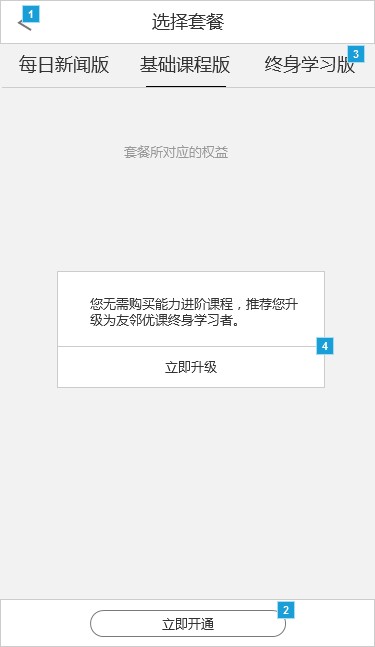 1
选择套餐
3
每日新闻版 基础课程版 终身学习版
套餐所对应的权益
您无需购买能力进阶课程，推荐您升
级为友邻优课终身学习者。
4
立即升级
2
立即开通